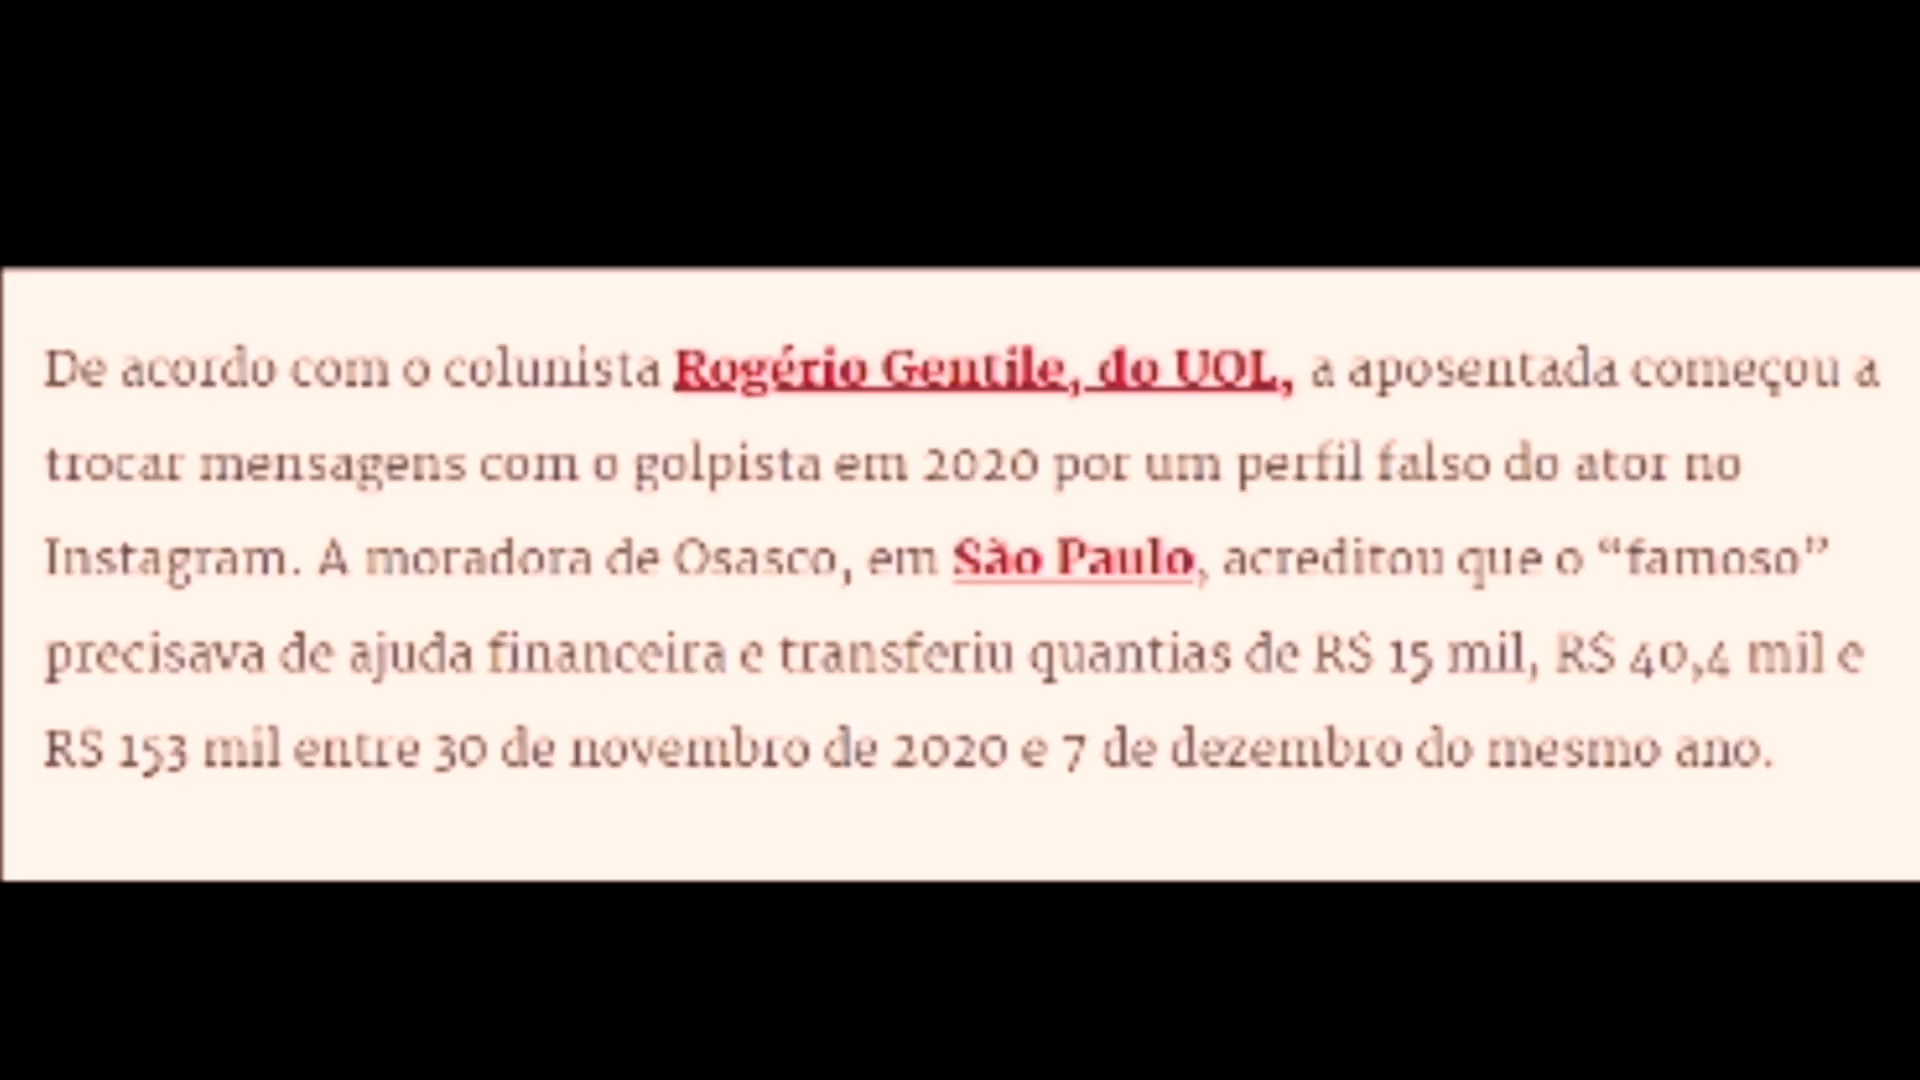 De acordo com o colunista Rogério Gentile, do UOL, a aposentada começou a
trocar mensagens com o golpista em 2020 por um perfil falso do ator no
Instagram. A moradora de Osasco, em São Paulo, acreditou que o “famoso”
precisava de ajuda financeira e transferiu quantias de R$ 15 mil, R$ 40,4 mil e
R$ 153 mil entre 30 de novembro de 2020 e 7 de dezembro do mesmo ano.